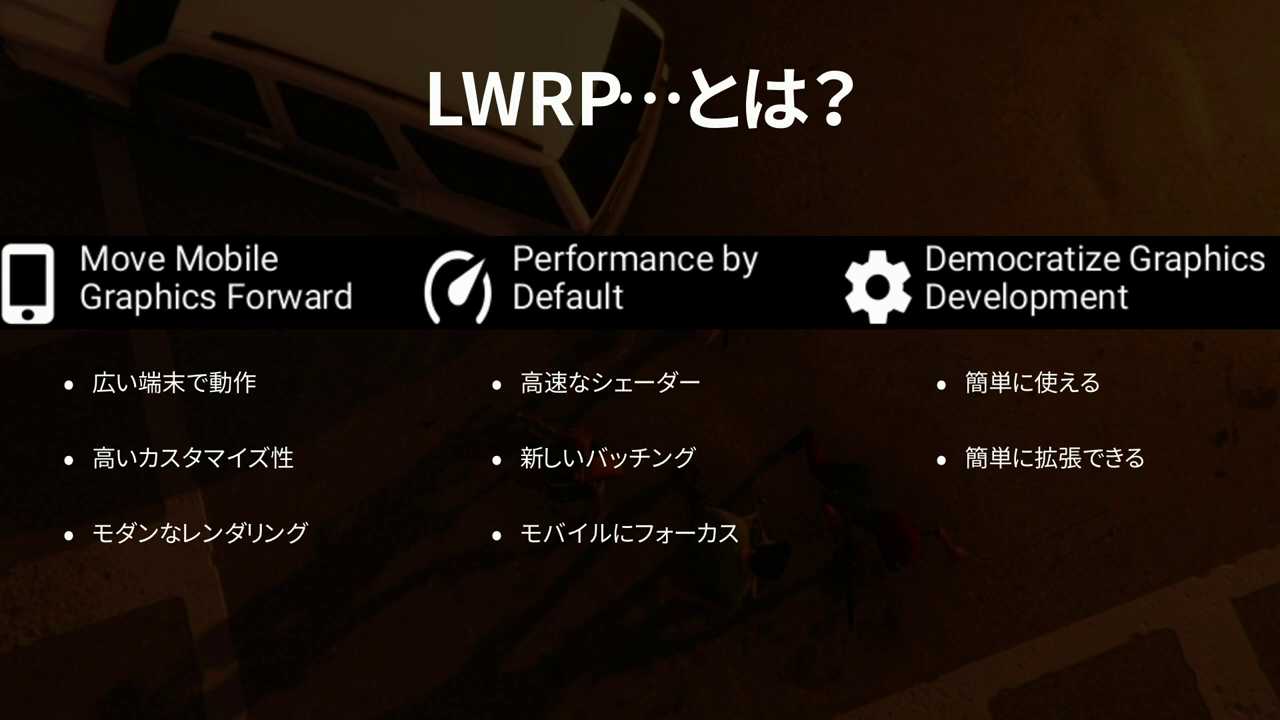 LWRP…とは？
Move Mobile
Graphics Forward
• 広い端末で動作
• 高いカスタマイズ性
• モダンなレンダリング
Performance by
Default
• 高速なシェーダー
• 新しいバッチング
• モバイルにフォーカス
Democratize Graphics
Development
• 簡単に使える
• 簡単に拡張できる